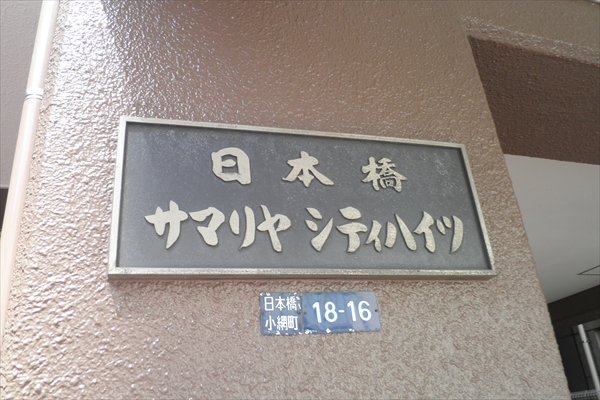 日本橋
サマリヤ シティハイツ
日本橋
小網町
18-16